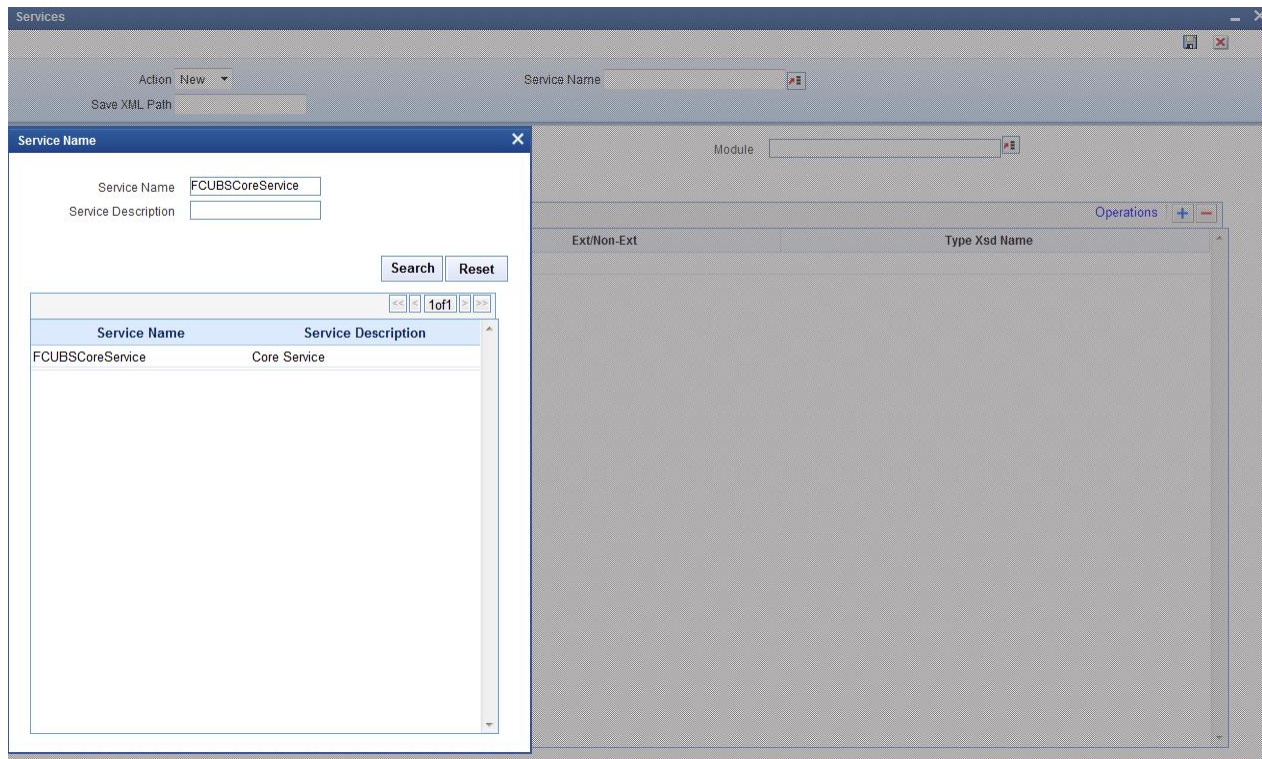 Services
Action New Service Name
Save XML Path
Service Name
Module
Service Name FCUBSCoreService
Service Description
Operations
Ext/Non-Ext Type Xsd Name
Search Reset
<< < 1of1 > >>
Service Name Service Description
FCUBSCoreService Core Service